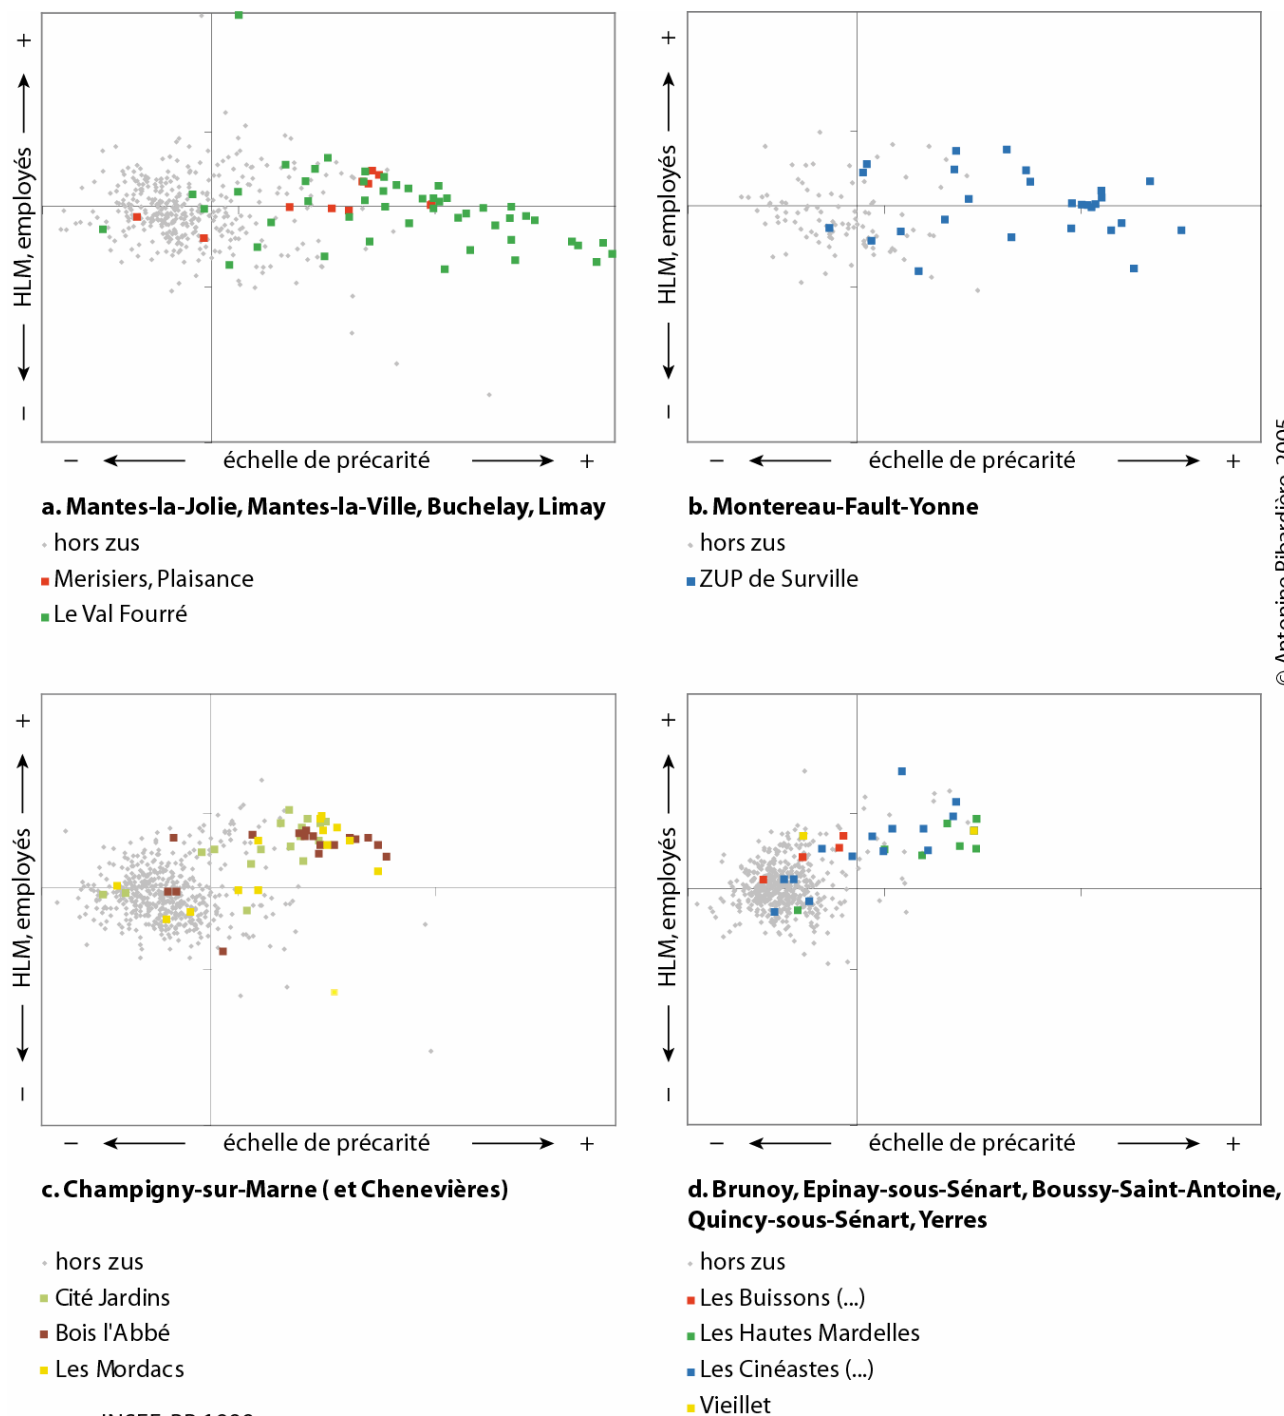 +
HLM, employés
−
− échelle de précarité +
a. Mantes-la-Jolie, Mantes-la-Ville, Buchelay, Limay
hors zus
Merisiers, Plaisance
Le Val Fourré
+
HLM, employés
−
− échelle de précarité +
b. Montereau-Fault-Yonne
hors zus
ZUP de Surville
© Antonine Ribardière, 2005
+
HLM, employés
−
− échelle de précarité +
c. Champigny-sur-Marne ( et Chenevières)
hors zus
Cité Jardins
Bois l'Abbé
Les Mordacs
+
HLM, employés
−
− échelle de précarité +
d. Brunoy, Epinay-sous-Sénart, Boussy-Saint-Antoine,
Quincy-sous-Sénart, Yerres
hors zus
Les Buissons (...)
Les Hautes Mardelles
Les Cinéastes (...)
Vieillet